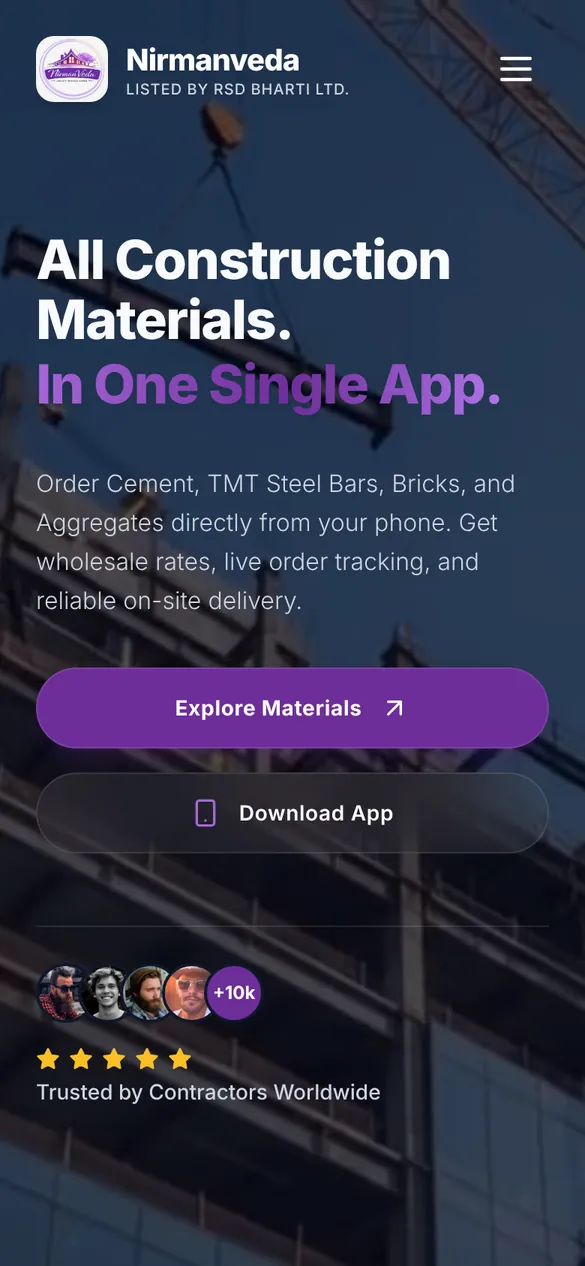 NirmanVeda
Nirmanveda
LISTED BY RSD BHARTI LTD.
All Construction
Materials.
In One Single App.
Order Cement, TMT Steel Bars, Bricks, and
Aggregates directly from your phone. Get
wholesale rates, live order tracking, and
reliable on-site delivery.
Explore Materials
Download App
+10k
Trusted by Contractors Worldwide